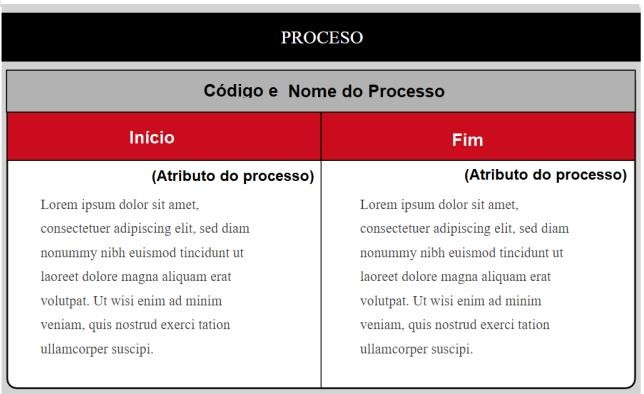 PROCESO
Código e Nome do Processo
Início
Fim
(Atributo do processo)
Lorem ipsum dolor sit amet,
consectetuer adipiscing elit, sed diam
nonummy nibh euismod tincidunt ut
laoreet dolore magna aliquam erat
volutpat. Ut wisi enim ad minim
veniam, quis nostrud exerci tation
ullamcorper suscipi.
(Atributo do processo)
Lorem ipsum dolor sit amet,
consectetuer adipiscing elit, sed diam
nonummy nibh euismod tincidunt ut
laoreet dolore magna aliquam erat
volutpat. Ut wisi enim ad minim
veniam, quis nostrud exerci tation
ullamcorper suscipi.